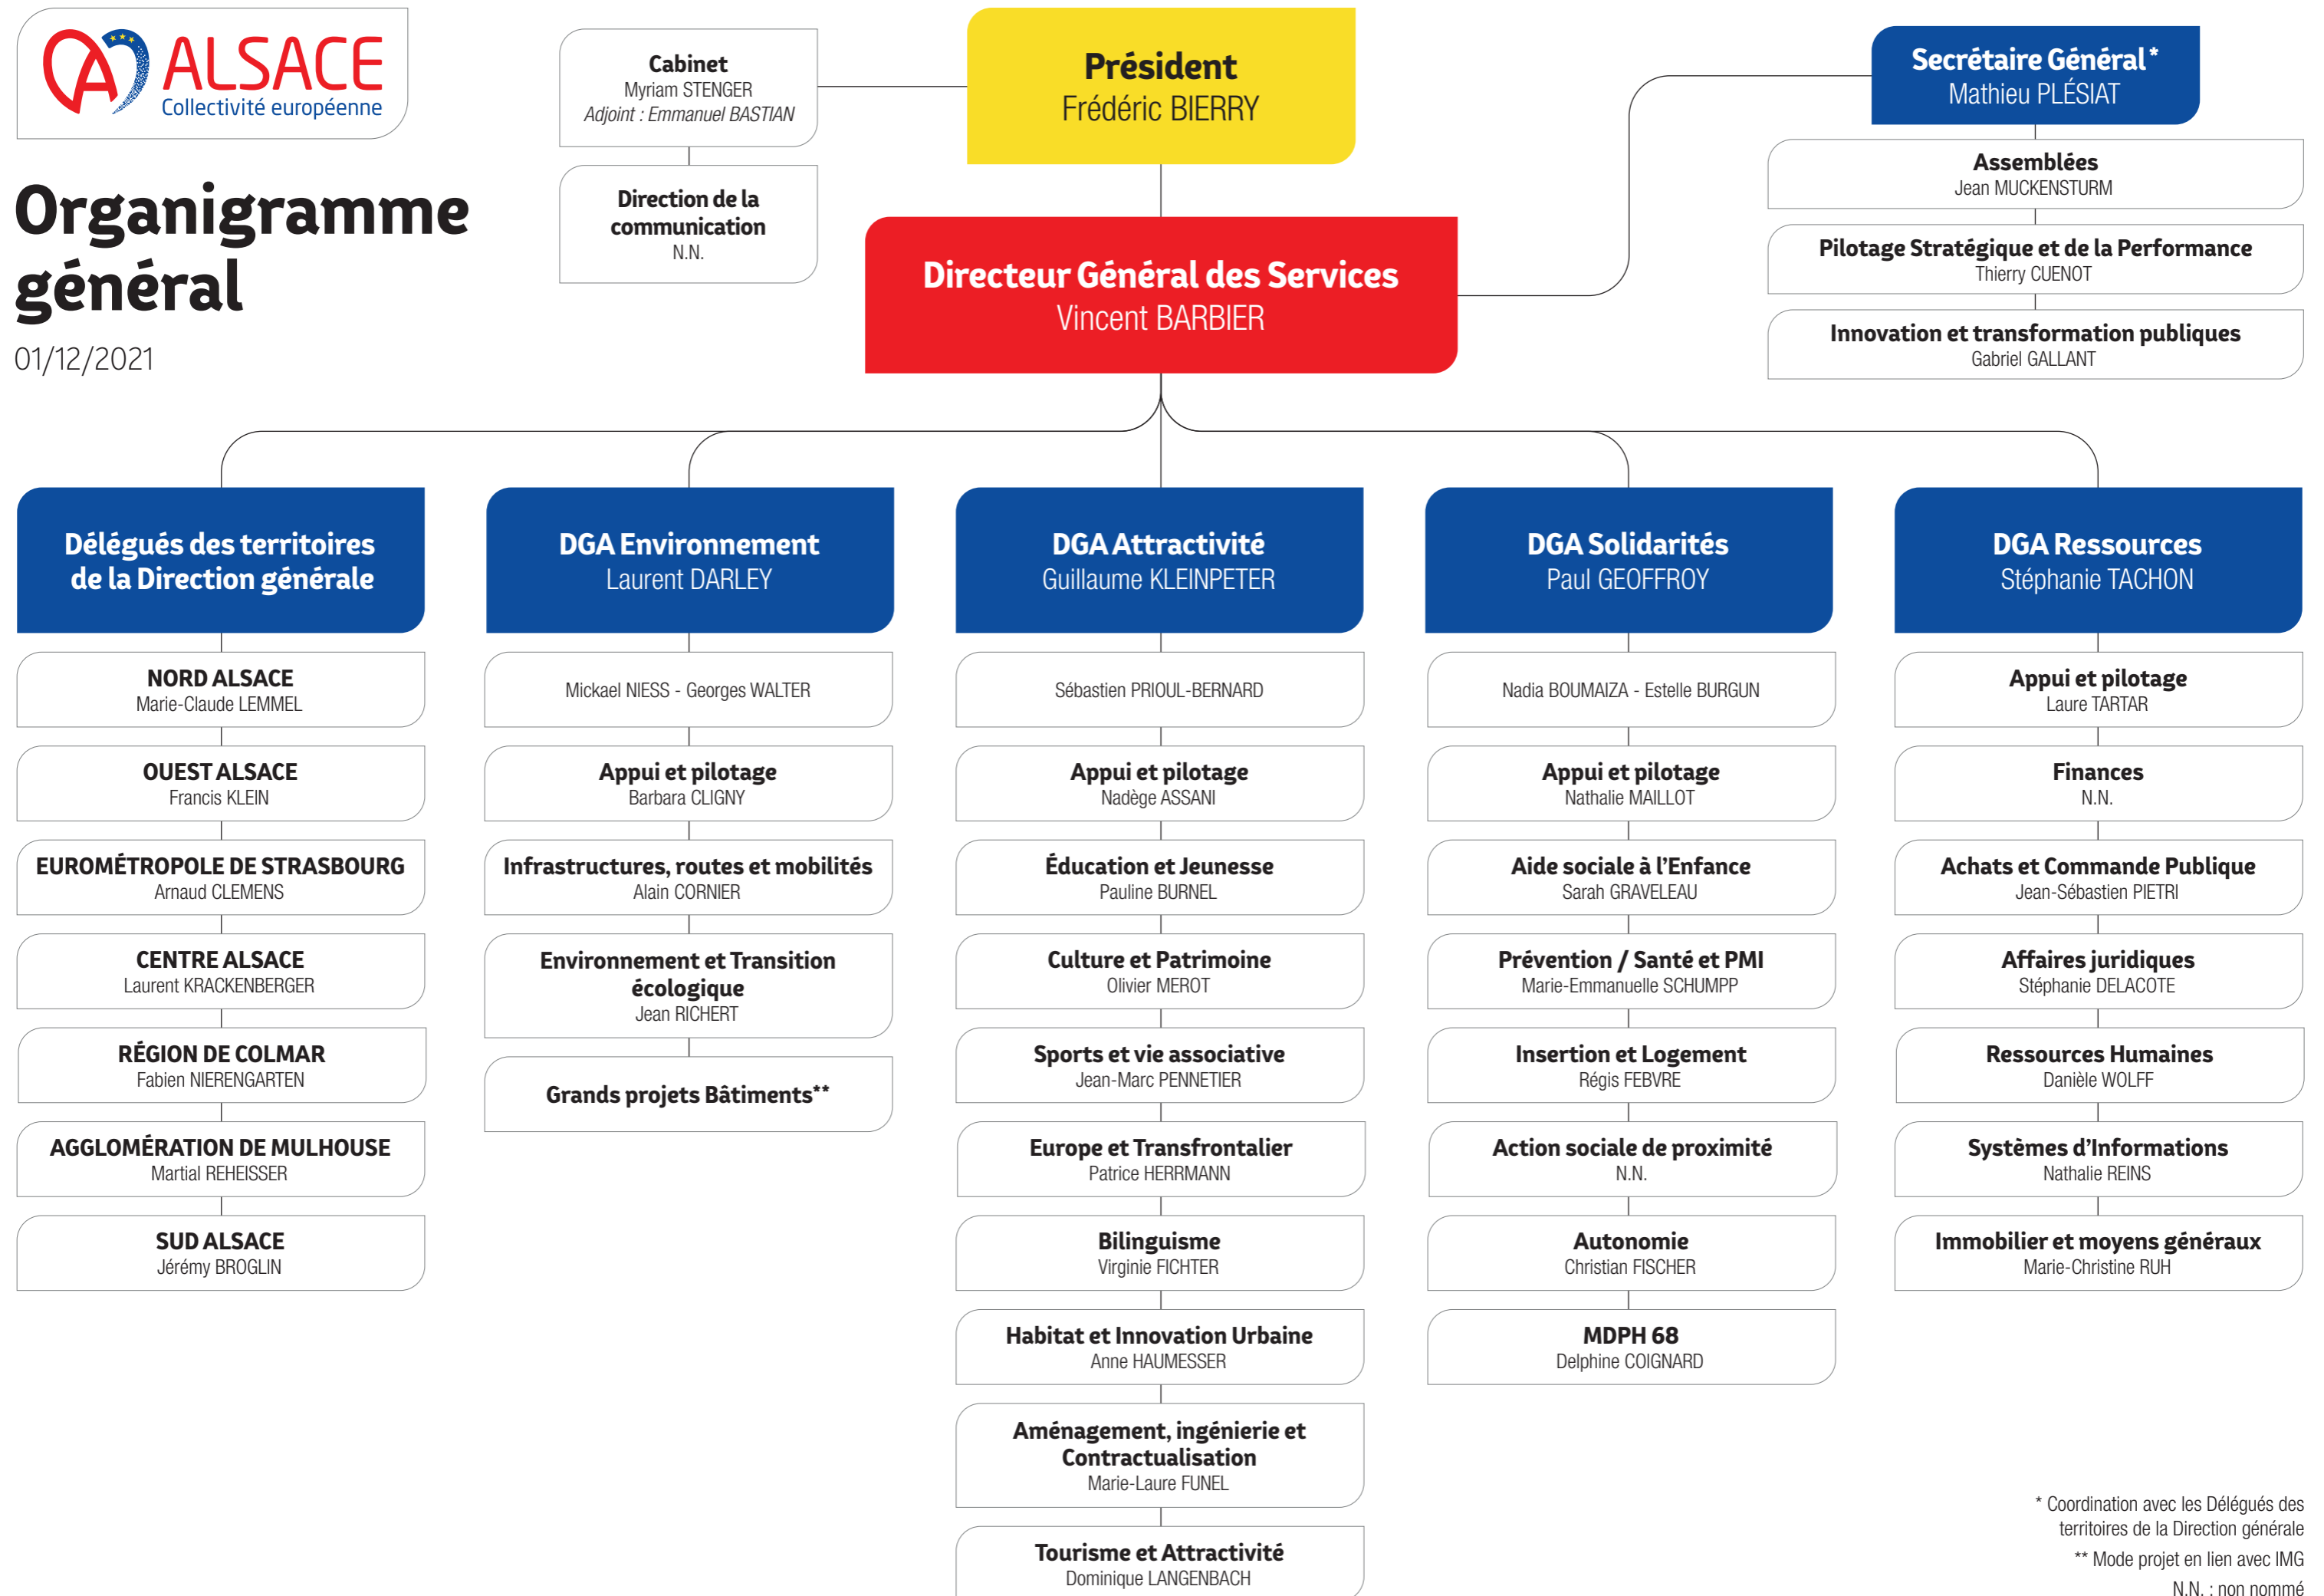 ALSACE
Collectivité européenne
Organigramme
général
01/12/2021
Cabinet
Myriam STENGER
Adjoint : Emmanuel BASTIAN
Direction de la
communication
N.N.
Président
Frédéric BIERRY
Directeur Général des Services
Vincent BARBIER
Secrétaire Général *
Mathieu PLÉSIAT
Assemblées
Jean MUCKENSTURM
Pilotage Stratégique et de la Performance
Thierry CUENOT
Innovation et transformation publiques
Gabriel GALLANT
Délégués des territoires
de la Direction générale
NORD ALSACE
Marie-Claude LEMMEL
OUEST ALSACE
Francis KLEIN
EUROMÉTROPOLE DE STRASBOURG
Arnaud CLEMENS
CENTRE ALSACE
Laurent KRACKENBERGER
RÉGION DE COLMAR
Fabien NIERENGARTEN
AGGLOMÉRATION DE MULHOUSE
Martial REHEISSER
SUD ALSACE
Jérémy BROGLIN
DGA Environnement
Laurent DARLEY
Mickael NIESS - Georges WALTER
Appui et pilotage
Barbara CLIGNY
Infrastructures, routes et mobilités
Alain CORNIER
Environnement et Transition
écologique
Jean RICHERT
Grands projets Bâtiments**
DGA Attractivité
Guillaume KLEINPETER
Sébastien PRIOUL-BERNARD
Appui et pilotage
Nadège ASSANI
Éducation et Jeunesse
Pauline BURNEL
Culture et Patrimoine
Olivier MEROT
Sports et vie associative
Jean-Marc PENNETIER
Europe et Transfrontalier
Patrice HERRMANN
Bilinguisme
Virginie FICHTER
Habitat et Innovation Urbaine
Anne HAUMESSER
Aménagement, ingénierie et
Contractualisation
Marie-Laure FUNEL
Tourisme et Attractivité
Dominique LANGENBACH
DGA Solidarités
Paul GEOFFROY
Nadia BOUMAIZA - Estelle BURGUN
Appui et pilotage
Nathalie MAILLOT
Aide sociale à l’Enfance
Sarah GRAVELEAU
Prévention / Santé et PMI
Marie-Emmanuelle SCHUMPP
Insertion et Logement
Régis FEBVRE
Action sociale de proximité
N.N.
Autonomie
Christian FISCHER
MDPH 68
Delphine COIGNARD
DGA Ressources
Stéphanie TACHON
Appui et pilotage
Laure TARTAR
Finances
N.N.
Achats et Commande Publique
Jean-Sébastien PIETRI
Affaires juridiques
Stéphanie DELACOTE
Ressources Humaines
Danièle WOLFF
Systèmes d’Informations
Nathalie REINS
Immobilier et moyens généraux
Marie-Christine RUH
* Coordination avec les Délégués des
territoires de la Direction générale
** Mode projet en lien avec IMG
N.N. : non nommé